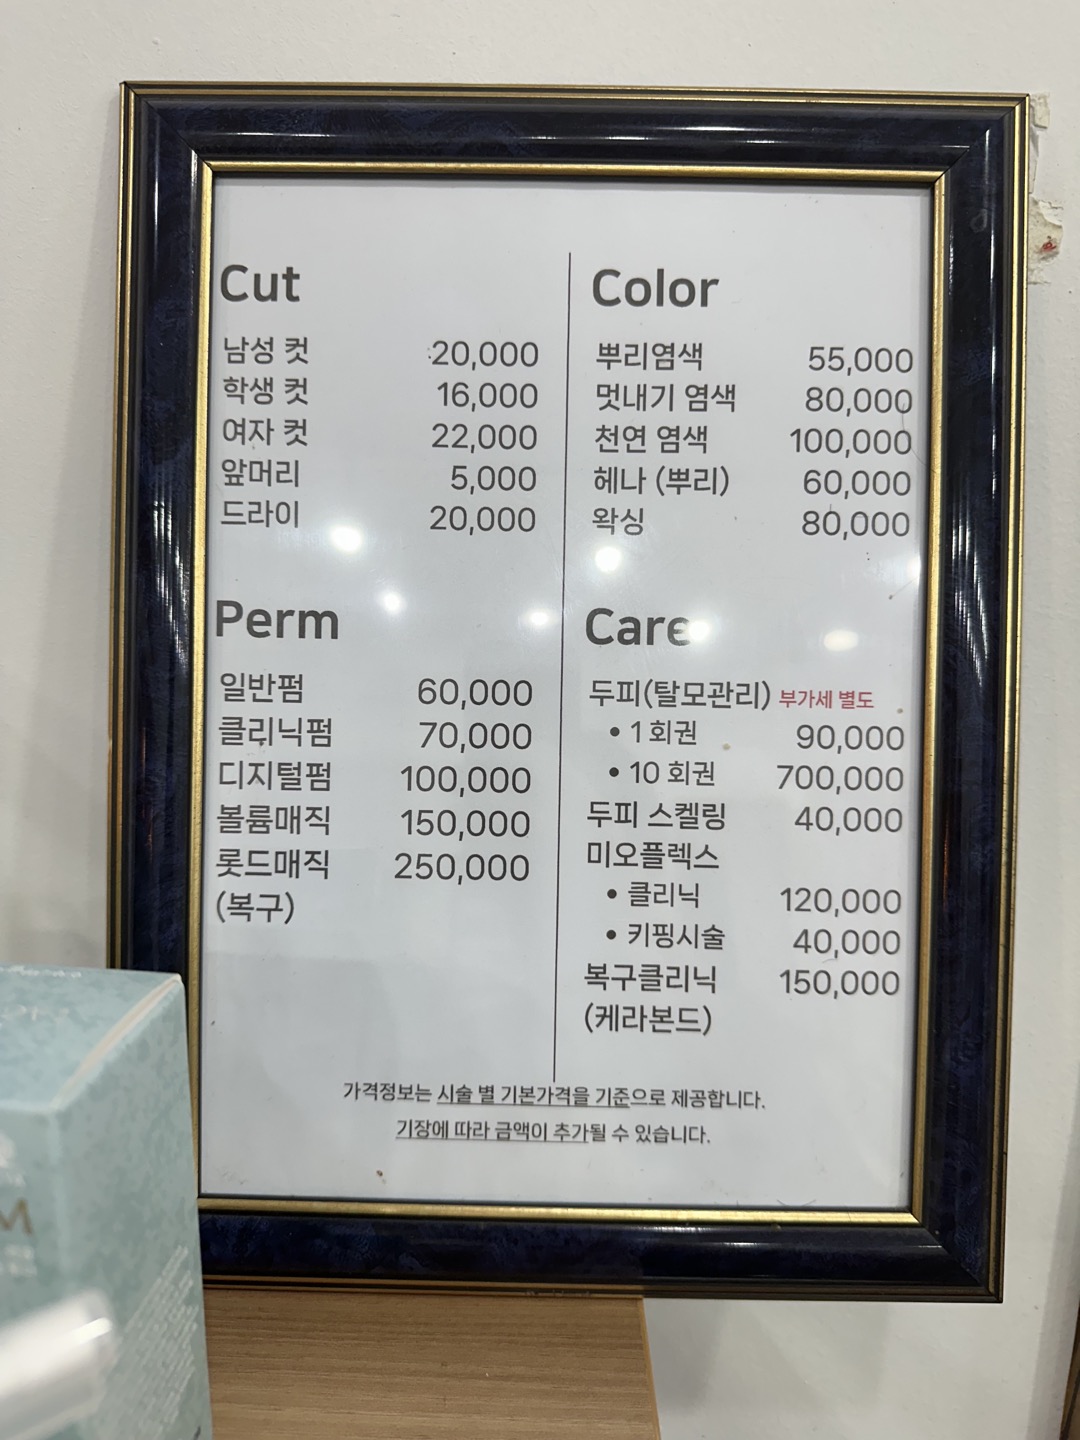 Cut
남성 컷 20,000
학생 컷 16,000
여자 컷 22,000
앞머리 5,000
드라이 20,000
Perm
일반펌 60,000
클리닉펌 70,000
디지털펌 100,000
볼륨매직 150,000
롯드매직 250,000
(복구)
Color
뿌리염색 55,000
멋내기 염색 80,000
천연 염색 100,000
헤나 (뿌리) 60,000
왁싱 80,000
Care
두피(탈모관리) 부가세 별도
• 1 회권 90,000
• 10 회권 700,000
두피 스켈링 40,000
미오플렉스
• 클리닉 120,000
• 키핑시술 40,000
복구클리닉 150,000
(케라본드)
가격정보는 시술 별 기본가격을 기준으로 제공합니다.
기장에 따라 금액이 추가될 수 있습니다.